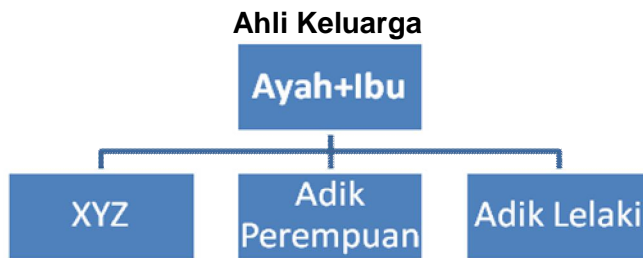 Ahli Keluarga
Ayah+Ibu
XYZ
Adik
Perempuan
Adik Lelaki